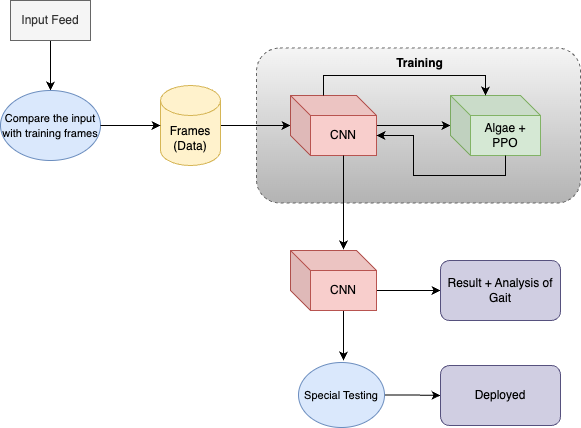 Input Feed
Compare the input
with training frames
Frames
(Data)
Training
CNN
Algae +
PPO
CNN
Result + Analysis of
Gait
Special Testing
Deployed